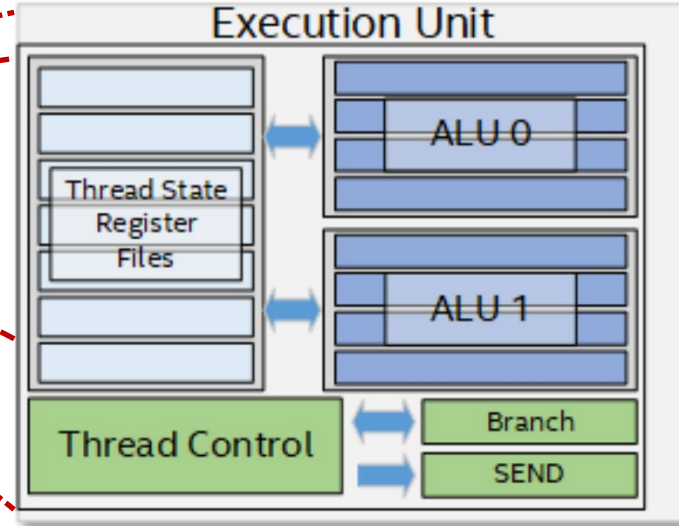 Execution Unit
Thread State
Register
Files
ALU 0
ALU 1
Thread Control
Branch
SEND